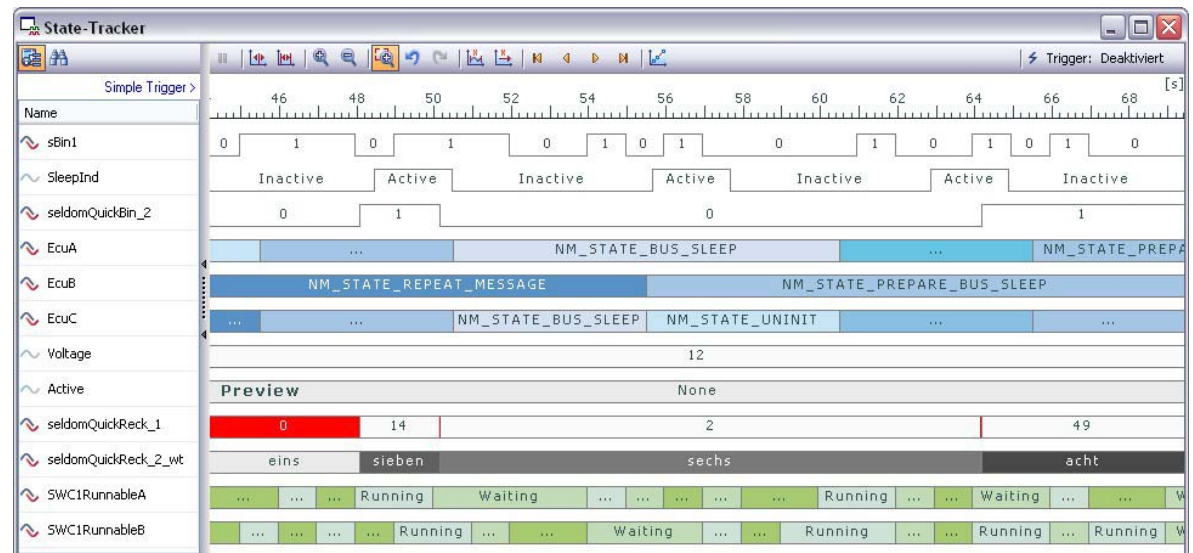 State-Tracker
Trigger: Deaktiviert
Simple Trigger >
[s]
46 48 50 52 54 56 58 60 62 64 66 68
Name
sBin1 0 1 0 1 0 1 0 1 0 1 0 1 0 1 0
SleepInd Inactive Active Inactive Active Inactive Active Inactive
seldomQuickBin_2 0 1 0 1
EcuA ... NM_STATE_BUS_SLEEP ... NM_STATE_PREPA
EcuB NM_STATE_REPEAT_MESSAGE NM_STATE_PREPARE_BUS_SLEEP
EcuC ... ... NM_STATE_BUS_SLEEP NM_STATE_UNINIT ... ...
Voltage 12
Active Preview None
seldomQuickReck_1 0 14 2 49
seldomQuickReck_2_wt eins sieben sechs acht
SWC1RunnableA ... ... ... Running Waiting ... ... ... ... ... Running ... ... Waiting ... ... W
SWC1RunnableB ... ... ... ... Running ... ... Waiting ... ... Running ... ... Running ... Running W